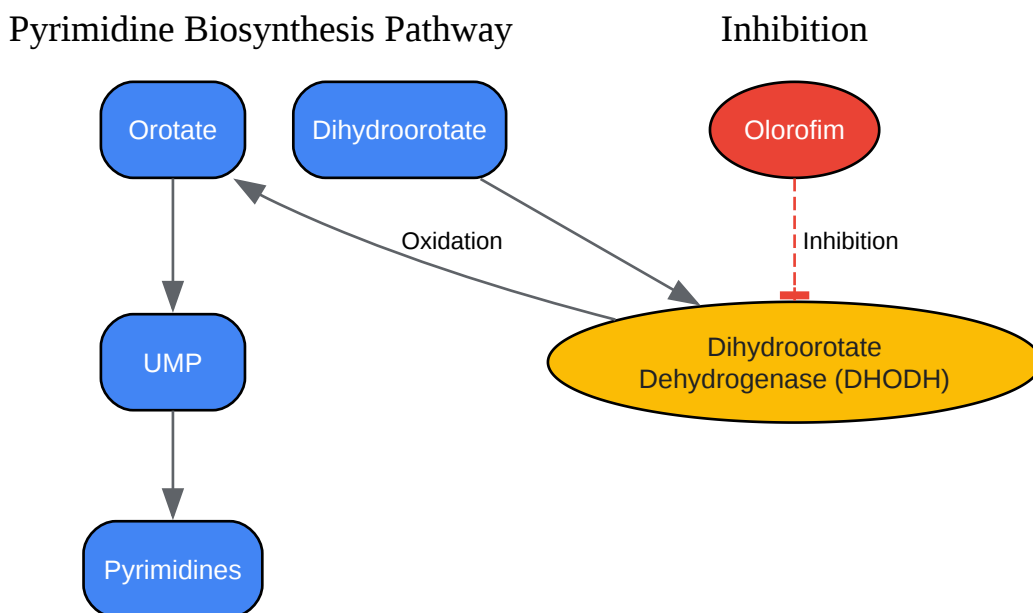 Pyrimidine Biosynthesis Pathway
Inhibition
Orotate
Dihydroorotate
Olorofim
Oxidation
Inhibition
UMP
Dihydroorotate
Dehydrogenase (DHODH)
Pyrimidines